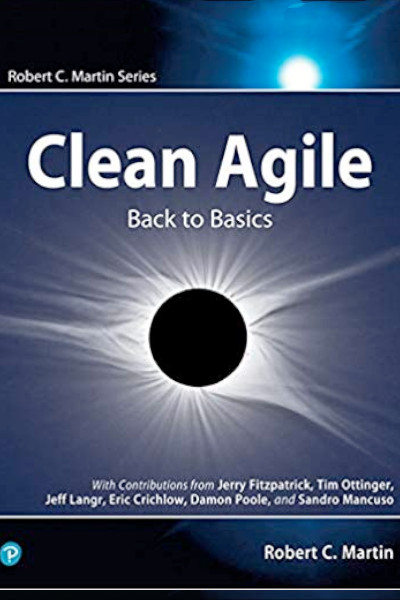 Robert C. Martin Series
Clean Agile
Back to Basics
With Contributions from Jerry Fitzpatrick, Tim Ottinger,
Jeff Langr, Eric Crichlow, Damon Poole, and Sandro Mancuso
Robert C. Martin